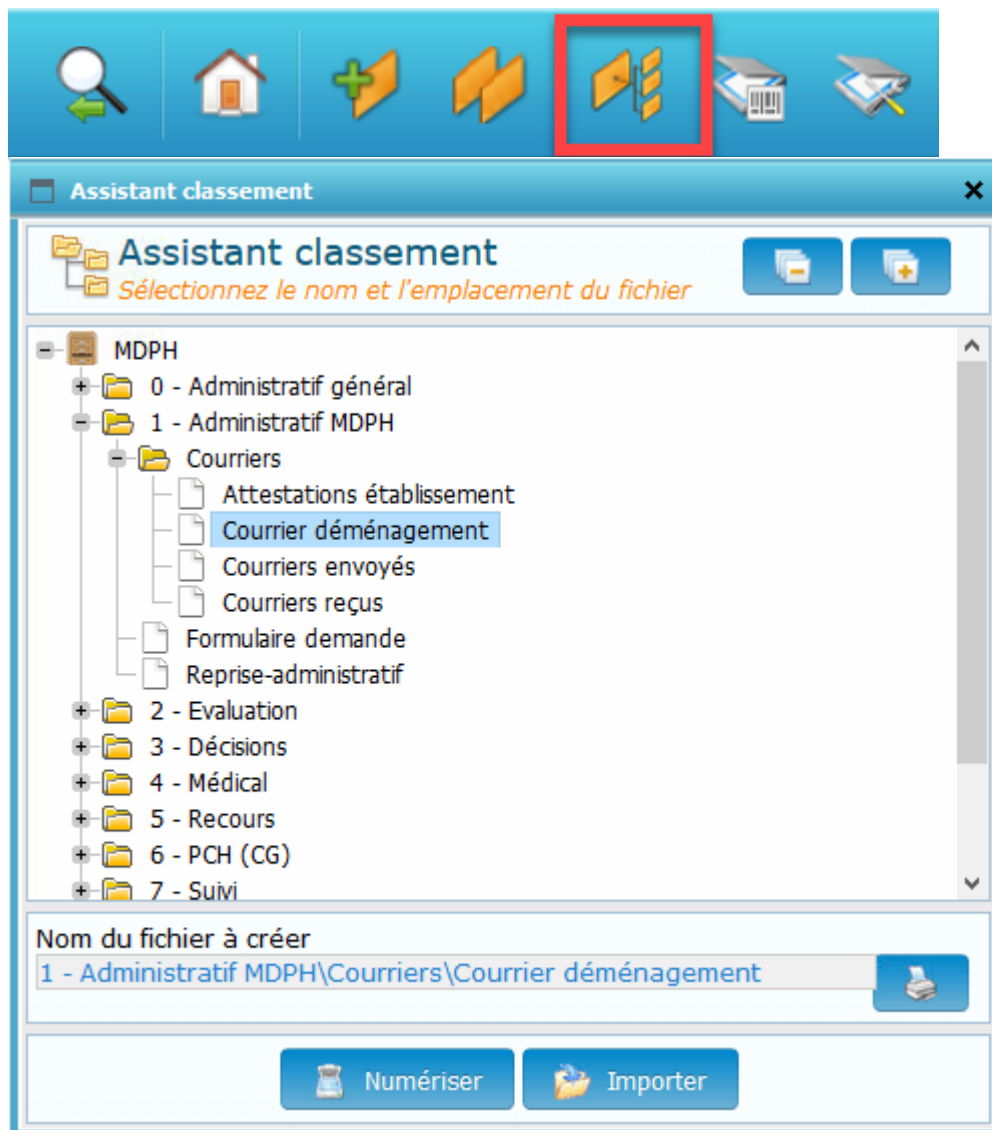 Assistant classement
Assistant classement
Sélectionnez le nom et l'emplacement du fichier
MDPH
0 - Administratif général
1 - Administratif MDPH
Courriers
Attestations établissement
Courrier déménagement
Courriers envoyés
Courriers reçus
Formulaire demande
Reprise-administratif
2 - Evaluation
3 - Décisions
4 - Médical
5 - Recours
6 - PCH (CG)
7 - Suivi
Nom du fichier à créer
1 - Administratif MDPH\Courriers\Courrier déménagement
Numériser
Importer